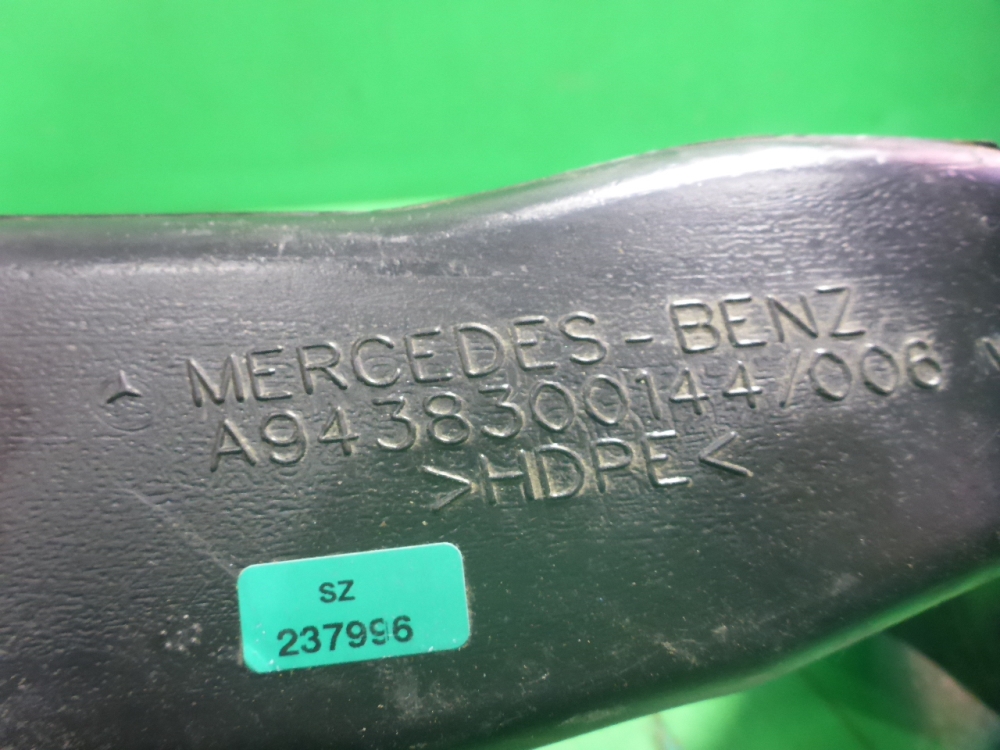 MERCEDES-BENZ
A9438300144/006
>HDPE<
SZ
237996